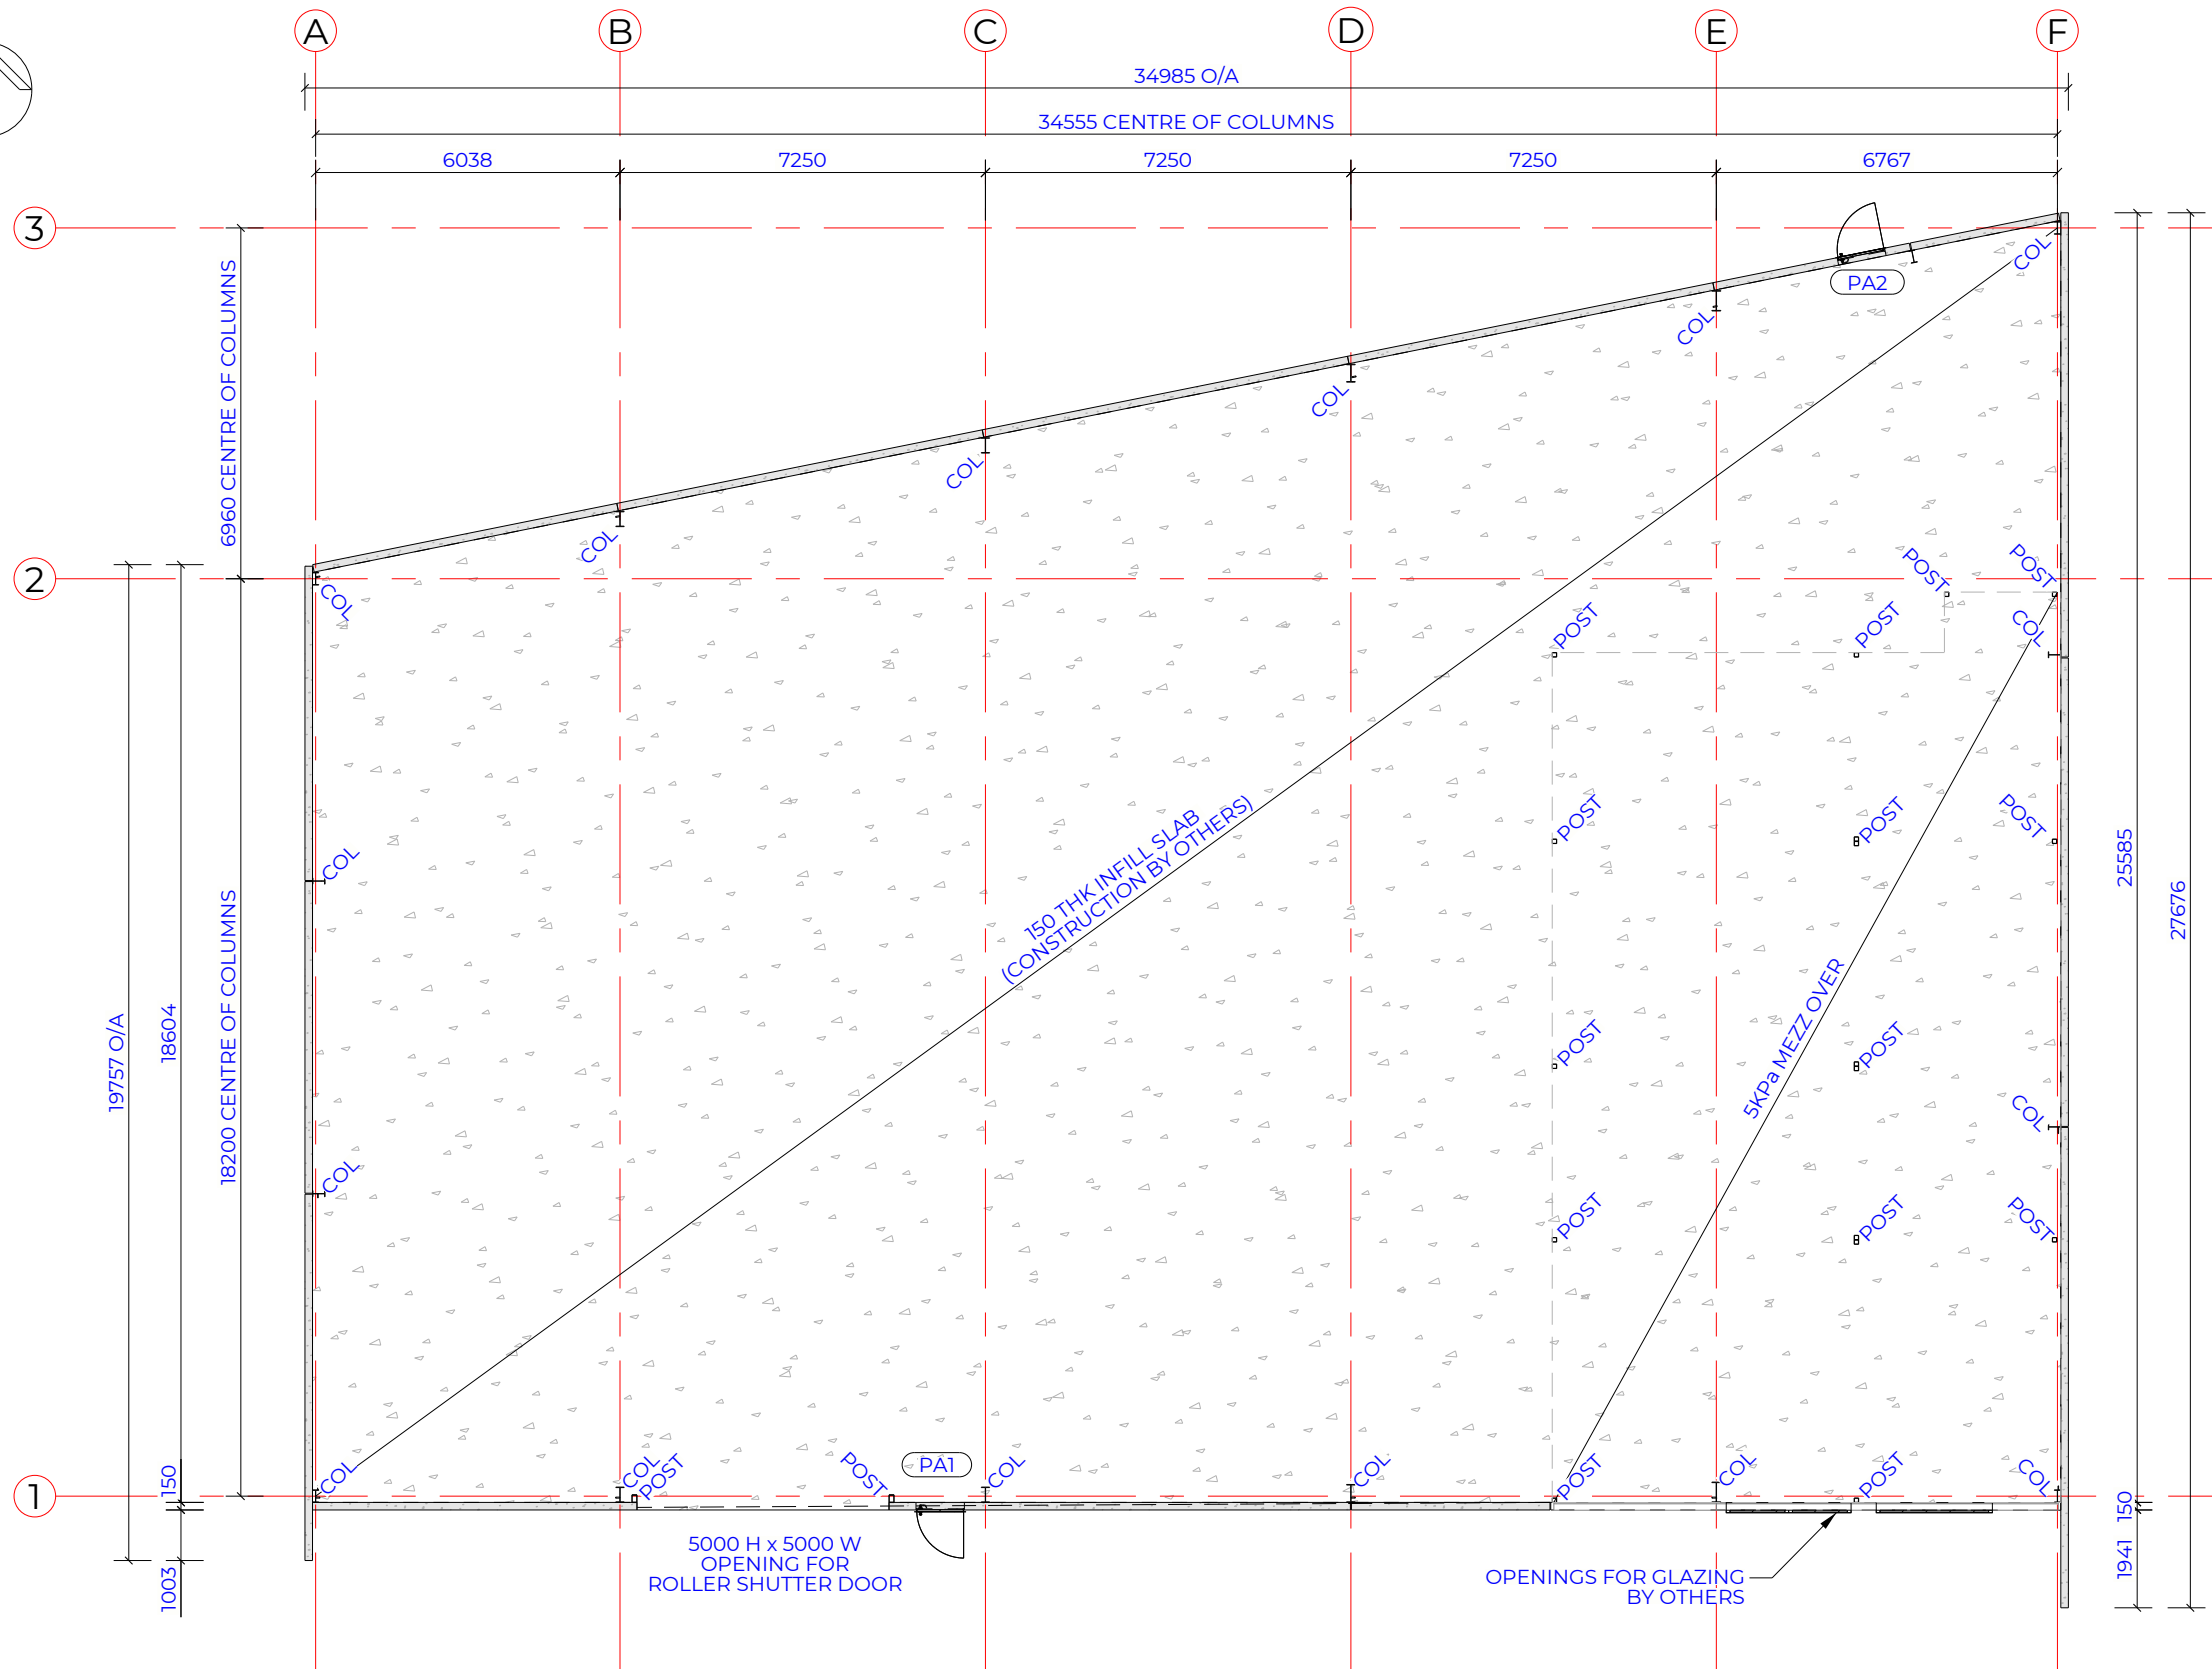 A
B
C
D
E
F
34985 O/A
34555 CENTRE OF COLUMNS
6038
7250
7250
7250
6767
3
PA2
COL
COL
COL
COL
COL
6960 CENTRE OF COLUMNS
2
COL
POST
POST
POST
POST
COL
POST
POST
POST
150 THK INFILL SLAB
(CONSTRUCTION BY OTHERS)
COL
25585
27676
5KPa MEZZ OVER
POST
POST
COL
19757 O/A
18604
18200 CENTRE OF COLUMNS
COL
POST
POST
POST
1
150
1003
COL
COL
POST
POST
PA1
COL
COL
POST
COL
POST
COL
150
1941
5000 H x 5000 W
OPENING FOR
ROLLER SHUTTER DOOR
OPENINGS FOR GLAZING
BY OTHERS